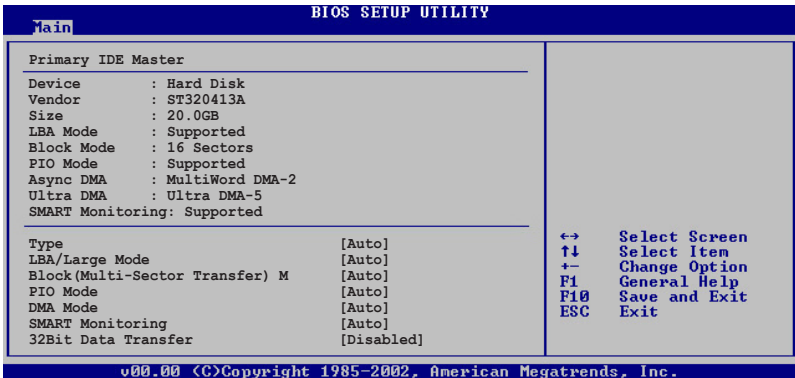 BIOS SETUP UTILITY
Main
Primary IDE Master
Device : Hard Disk
Vendor : ST320413A
Size : 20.0GB
LBA Mode : Supported
Block Mode : 16 Sectors
PIO Mode : Supported
Async DMA : MultiWord DMA-2
Ultra DMA : Ultra DMA-5
SMART Monitoring: Supported
Type [Auto]
LBA/Large Mode [Auto]
Block(Multi-Sector Transfer) M [Auto]
PIO Mode [Auto]
DMA Mode [Auto]
SMART Monitoring [Auto]
32Bit Data Transfer [Disabled]
←→ Select Screen
↑↓ Select Item
+- Change Option
F1 General Help
F10 Save and Exit
ESC Exit
v00.00 (C)Copyright 1985-2002, American Megatrends, Inc.